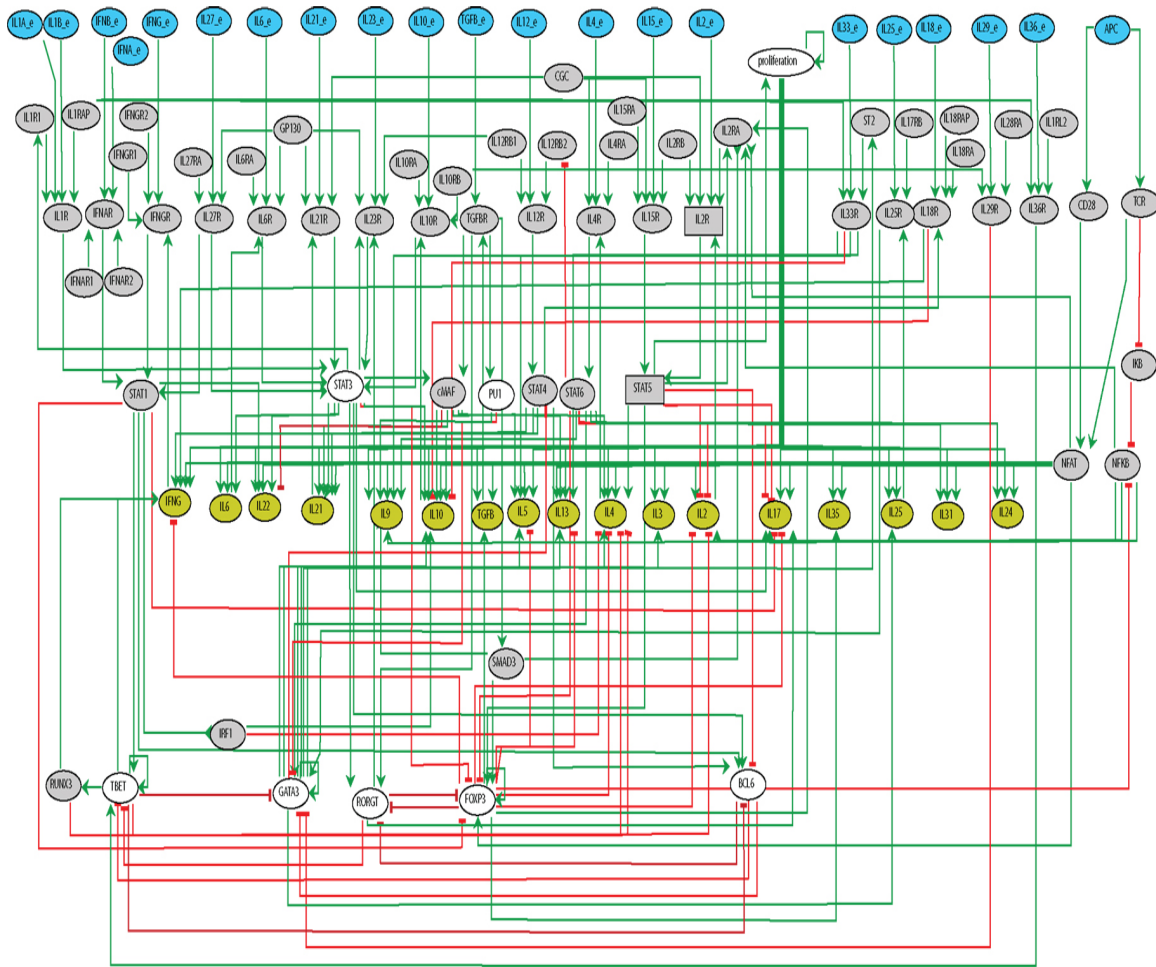 IL1A_e IL1B_e IFNB_e IFNG_e IL27_e IL6_e IL21_e IL23_e IL10_e TGFB_e IL12_e IL4_e IL15_e IL2_e IL33_e IL25_e IL18_e IL29_e IL36_e APC
IFNA_e
proliferation
CGC
IL1R1 IL1RAP IFNGR2 GP130 IL12RB1 IL12RB2 IL15RA IL4RA IL2RB IL2RA ST2 IL17RB IL18RAP IL28RA IL1RL2
IFNGR1 IL27RA IL6RA IL10RA IL10RB IL18RA
CD28 TCR
IL1R IFNAR IFNGR IL27R IL6R IL21R IL23R IL10R TGFBR IL12R IL4R IL15R IL2R IL33R IL25R IL18R IL29R IL36R
IFNAR1 IFNAR2
IKB
STAT1 STAT3 cMAF PU1 STAT4 STAT6 STAT5
NFAT NFKB
IFNG IL6 IL22 IL21 IL9 IL10 TGFB IL5 IL13 IL4 IL3 IL2 IL17 IL35 IL25 IL31 IL24
SMAD3
IRF1
RUNX3 TBET GATA3 RORGT FOXP3 BCL6